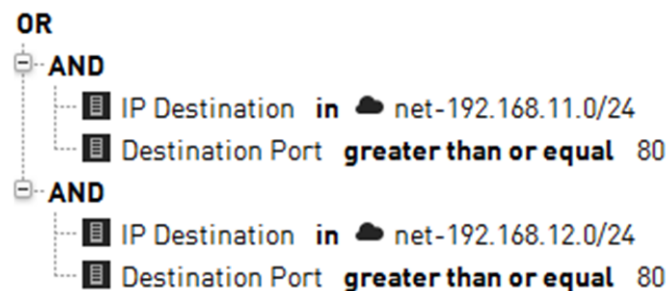 OR
AND
IP Destination in net-192.168.11.0/24
Destination Port greater than or equal 80
AND
IP Destination in net-192.168.12.0/24
Destination Port greater than or equal 80